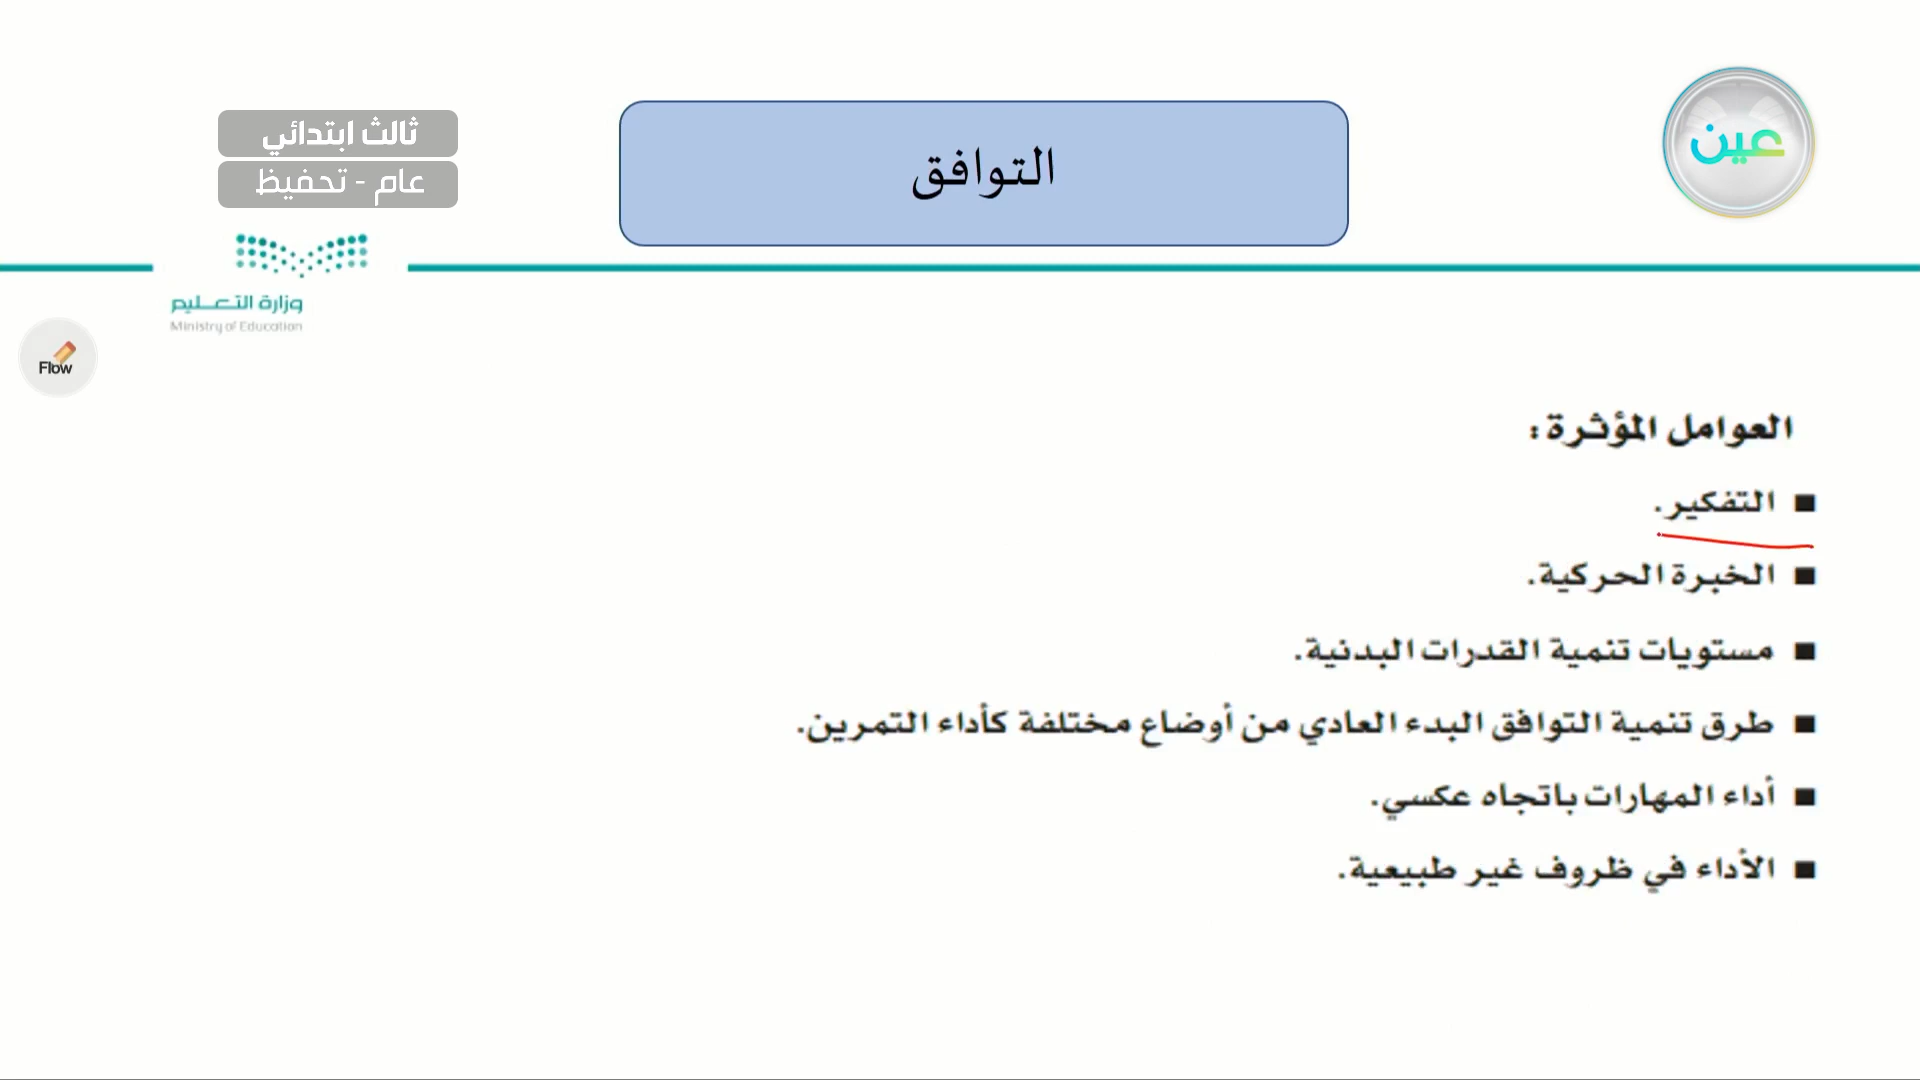 عين
التوافق
ثالث ابتدائي
عام - تحفيظ
وزارة التعليم
Ministry of Education
Flow
العوامل المؤثرة :
■ التفكير.
■ الخبرة الحركية.
■ مستويات تنمية القدرات البدنية.
■ طرق تنمية التوافق البدء العادي من أوضاع مختلفة كأداء التمرين.
■ أداء المهارات باتجاه عكسي.
■ الأداء في ظروف غير طبيعية.